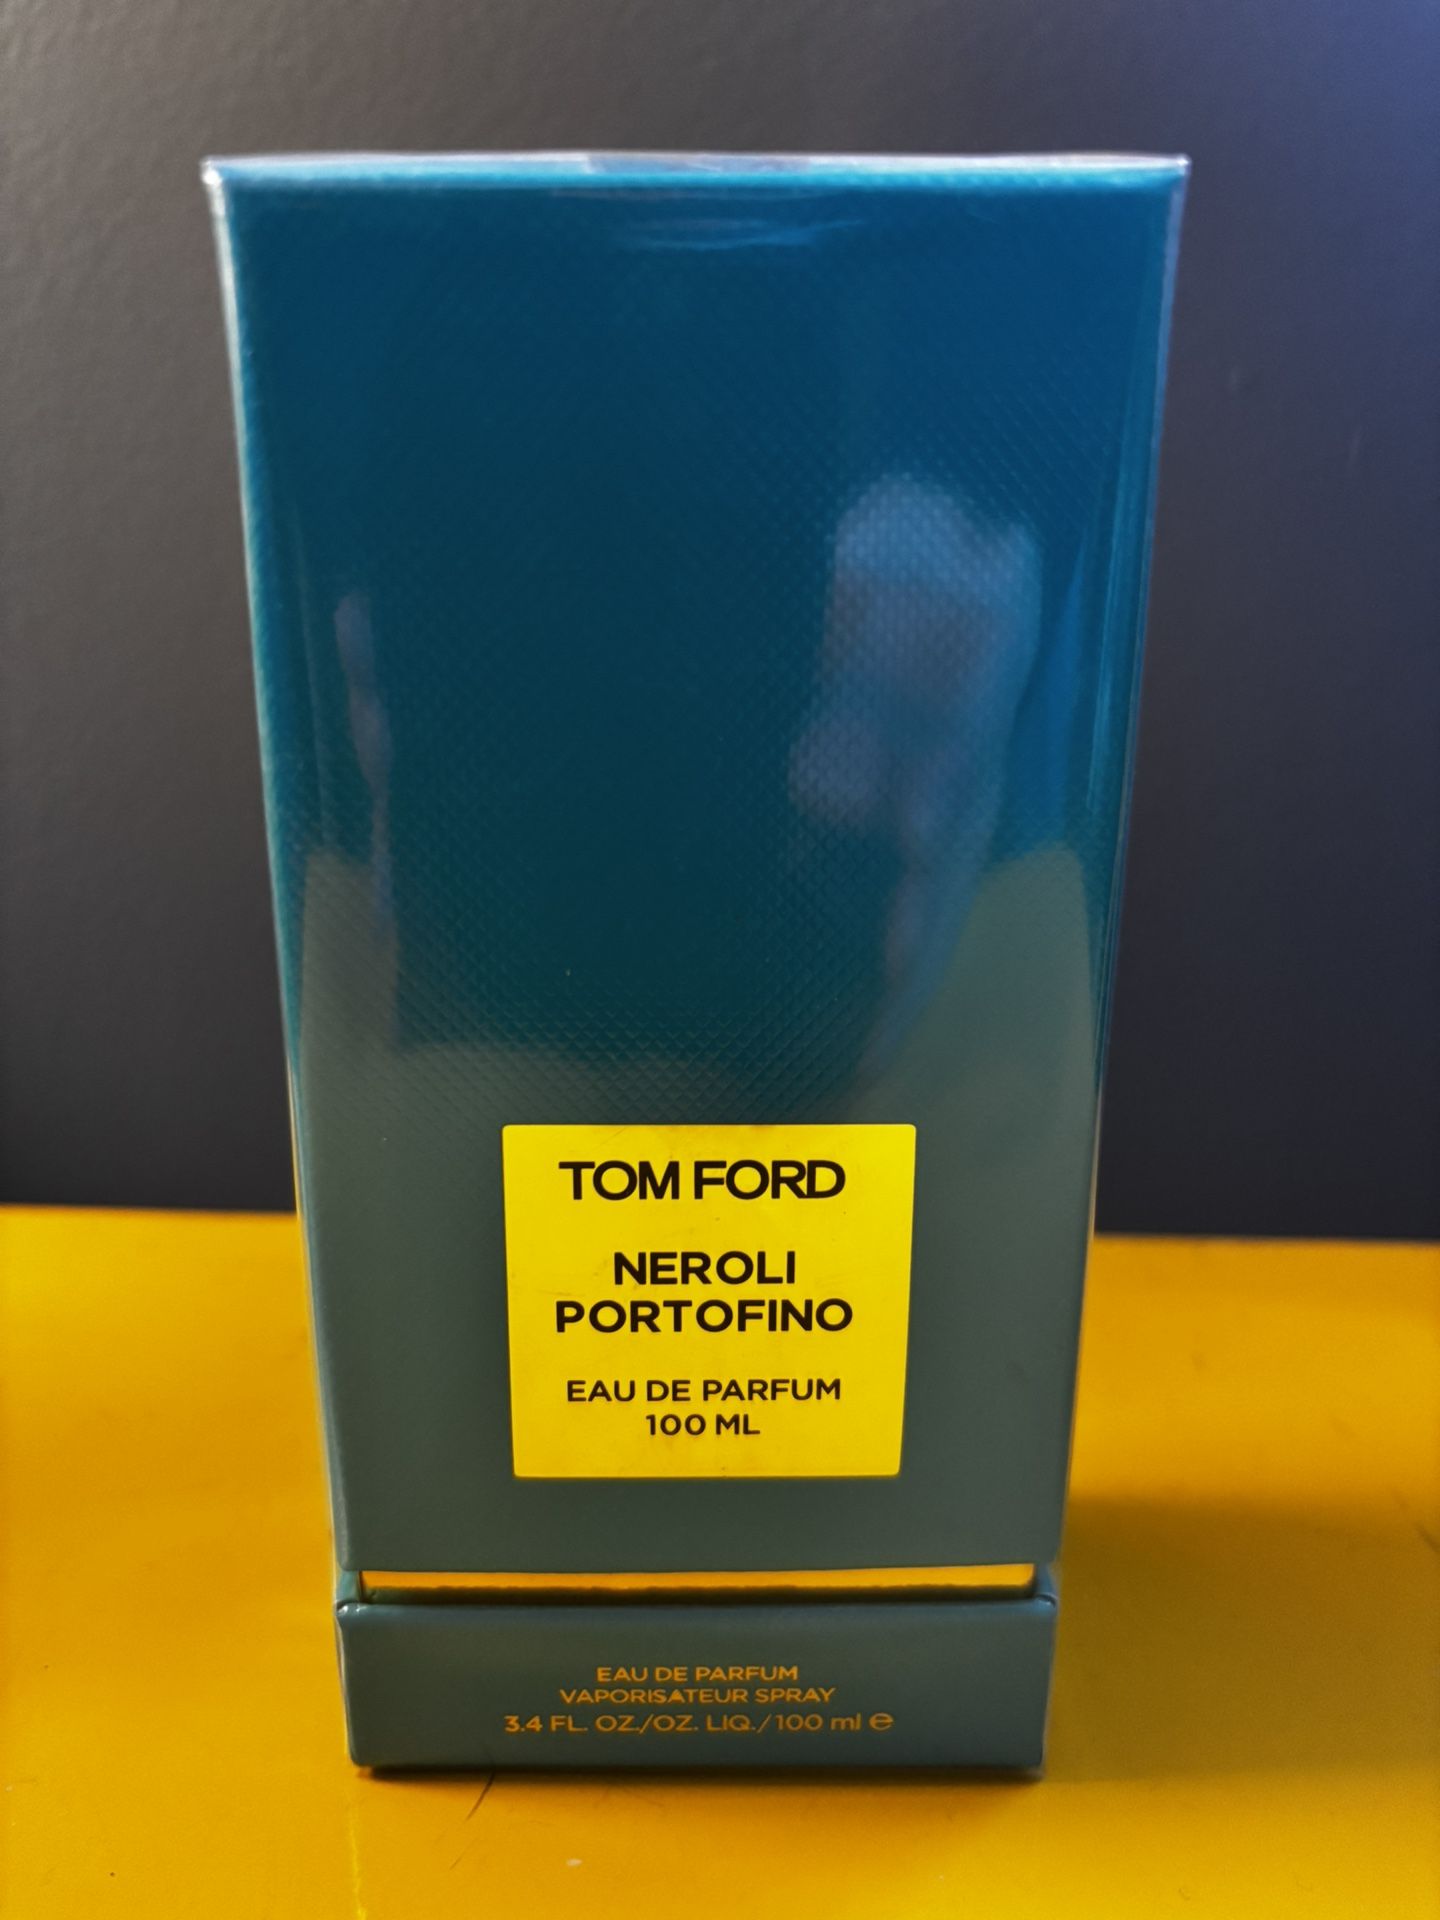 TOM FORD
NEROLI
PORTOFINO
EAU DE PARFUM
100 ML
EAU DE PARFUM
VAPORISATEUR SPRAY
3.4 FL. OZ./OZ. LIQ./100 ml ℮